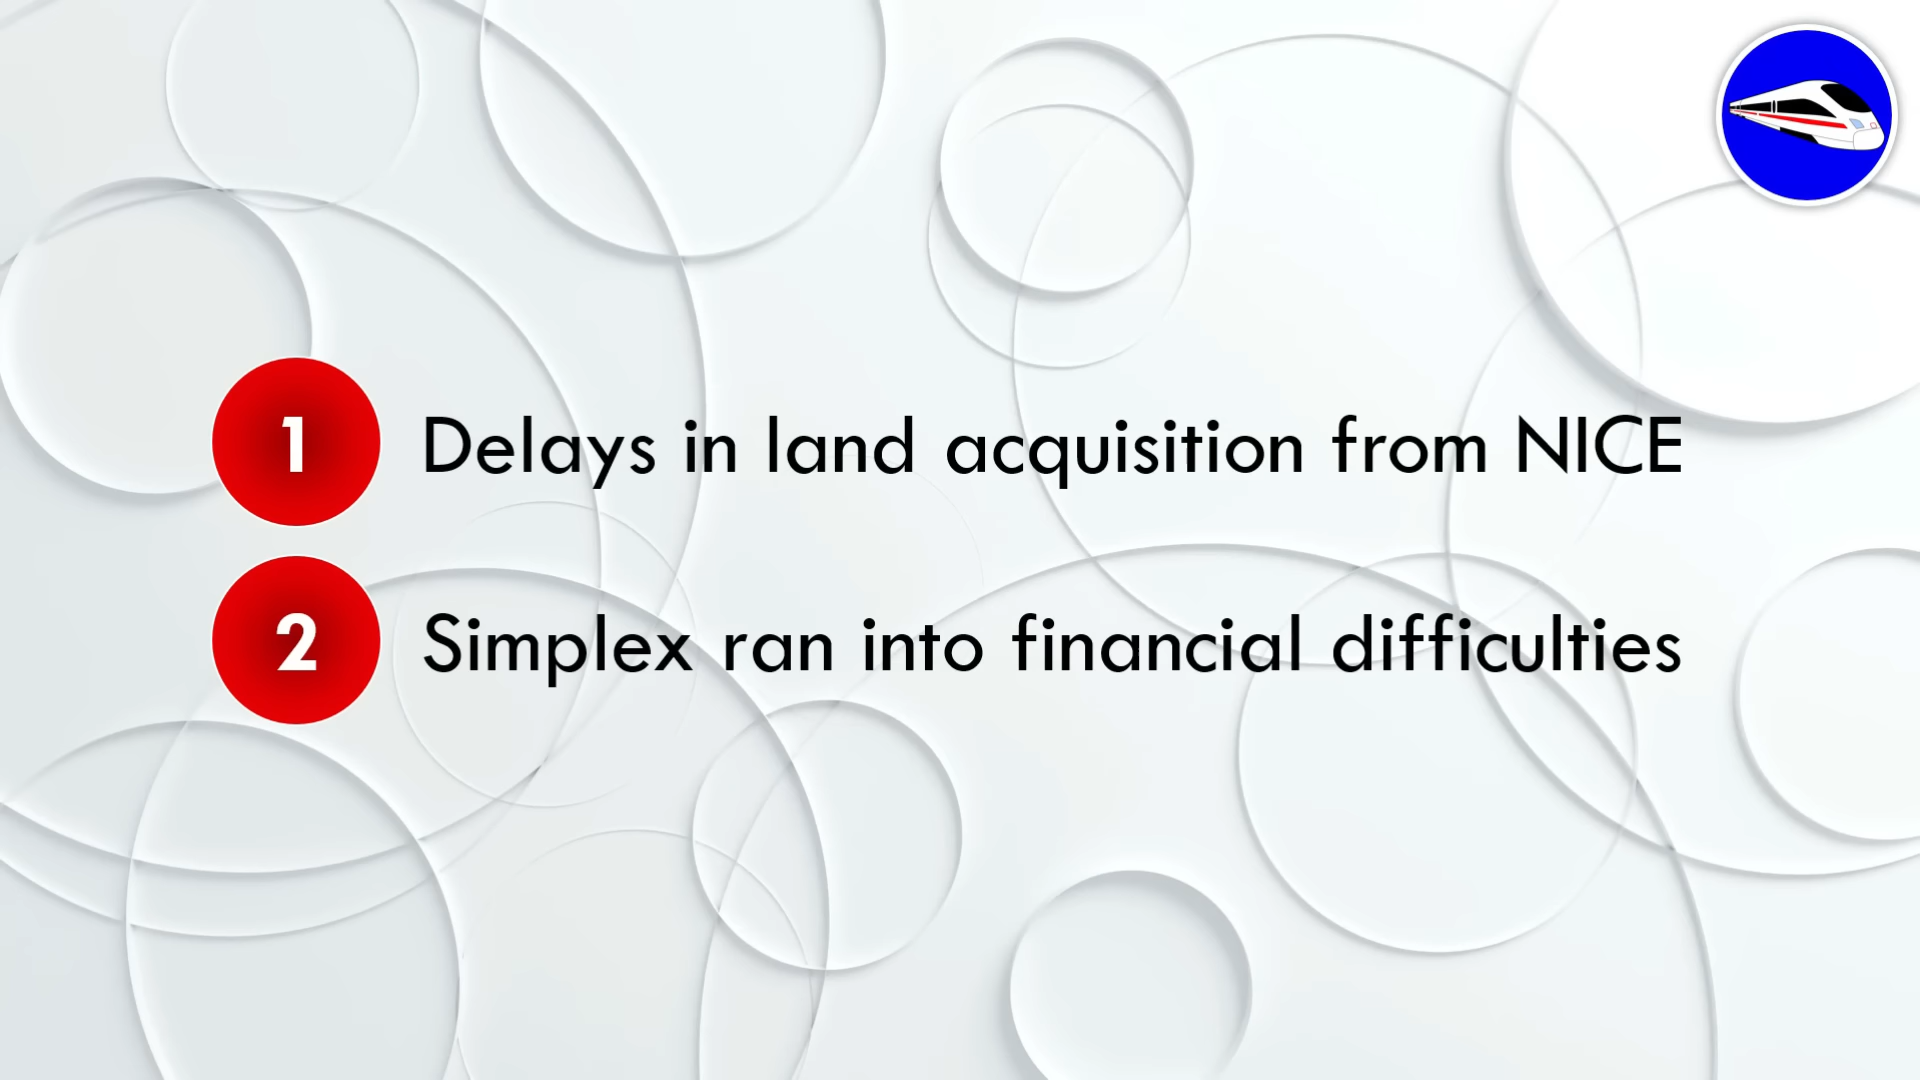 1 Delays in land acquisition from NICE
2 Simplex ran into financial difficulties